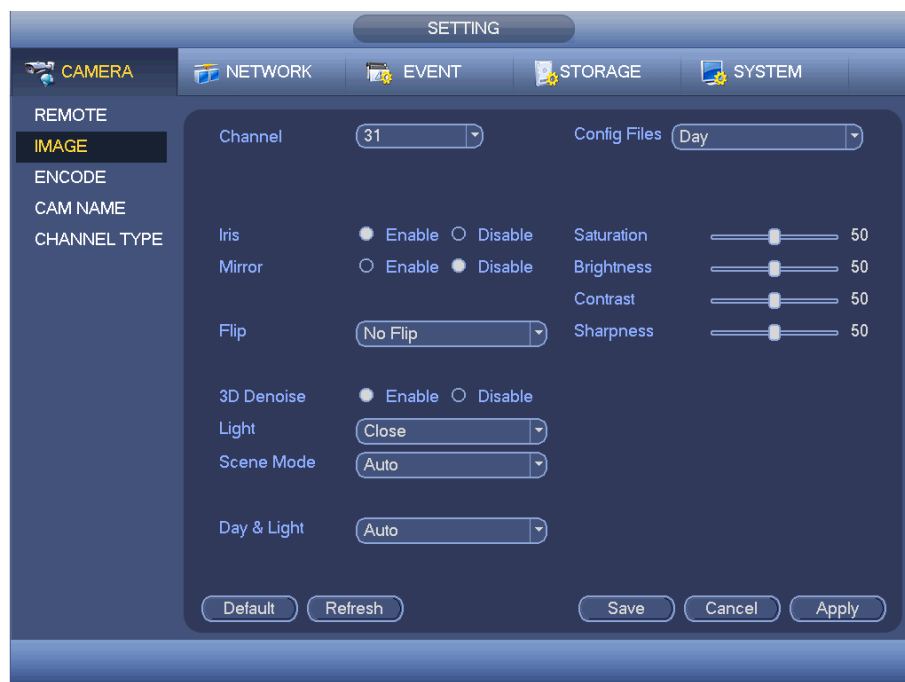 SETTING
CAMERA NETWORK EVENT STORAGE SYSTEM
REMOTE
IMAGE
ENCODE
CAM NAME
CHANNEL TYPE
Channel 31 Config Files Day
Iris Enable Disable Saturation 50
Mirror Enable Disable Brightness 50
Contrast 50
Flip No Flip Sharpness 50
3D Denoise Enable Disable
Light Close
Scene Mode Auto
Day & Light Auto
Default Refresh Save Cancel Apply